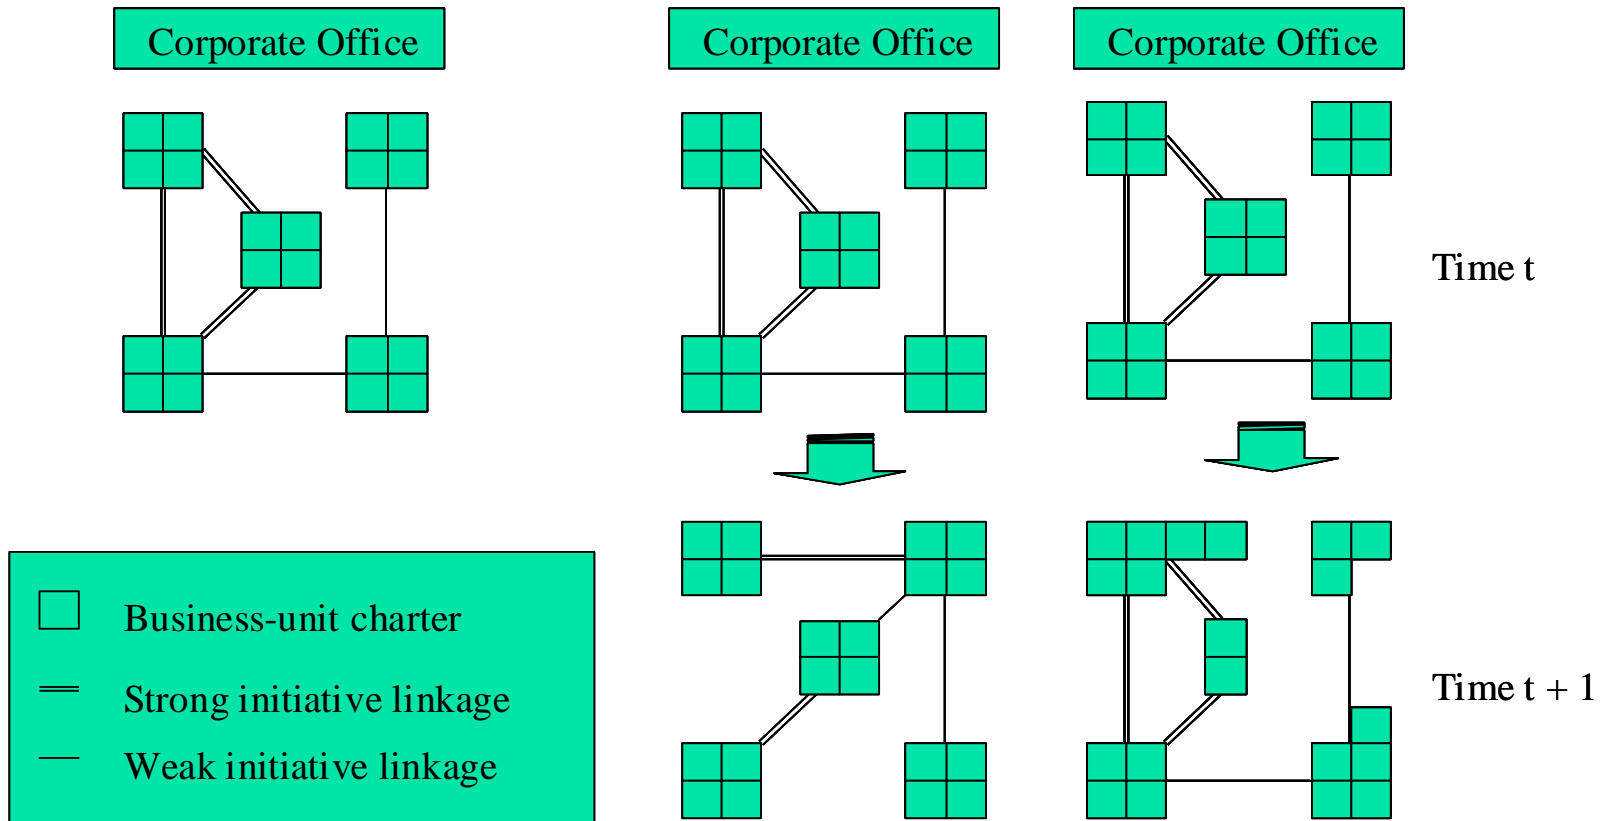 Corporate Office
Corporate Office
Corporate Office
Time t
Business-unit charter
Strong initiative linkage
Weak initiative linkage
Time t + 1